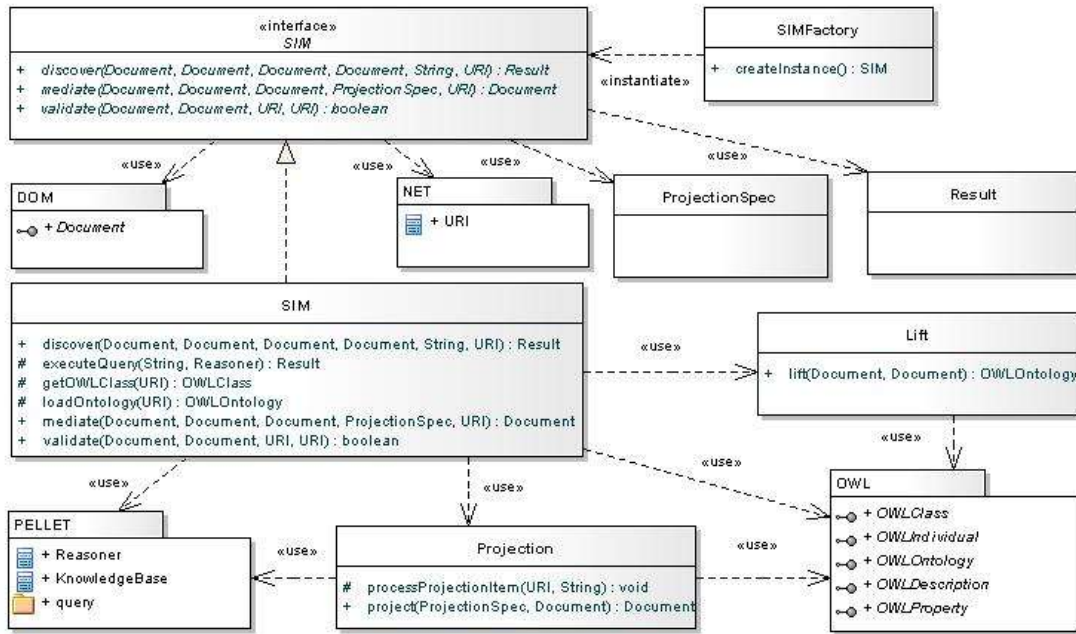 «interface»
SIM
+ discover(Document, Document, Document, Document, String, URI) : Result
+ mediate(Document, Document, Document, ProjectionSpec, URI) : Document
+ validate(Document, Document, URI, URI) : boolean
SIMFactory
+ createInstance() : SIM
«instantiate»
«use»
«use»
«use»
«use»
DOM
+ Document
NET
+ URI
ProjectionSpec
Result
SIM
+ discover(Document, Document, Document, Document, String, URI) : Result
# executeQuery(String, Reasoner) : Result
# getOWLClass(URI) : OWLClass
# loadOntology(URI) : OWLOntology
+ mediate(Document, Document, Document, ProjectionSpec, URI) : Document
+ validate(Document, Document, URI, URI) : boolean
«use»
Lift
+ lift(Document, Document) : OWLOntology
«use»
«use»
«use»
«use»
PELLET
+ Reasoner
+ KnowledgeBase
+ query
«use»
Projection
# processProjectionItem(URI, String) : void
+ project(ProjectionSpec, Document) : Document
«use»
OWL
+ OWLClass
+ OWLIndividual
+ OWLOntology
+ OWLDescription
+ OWLProperty